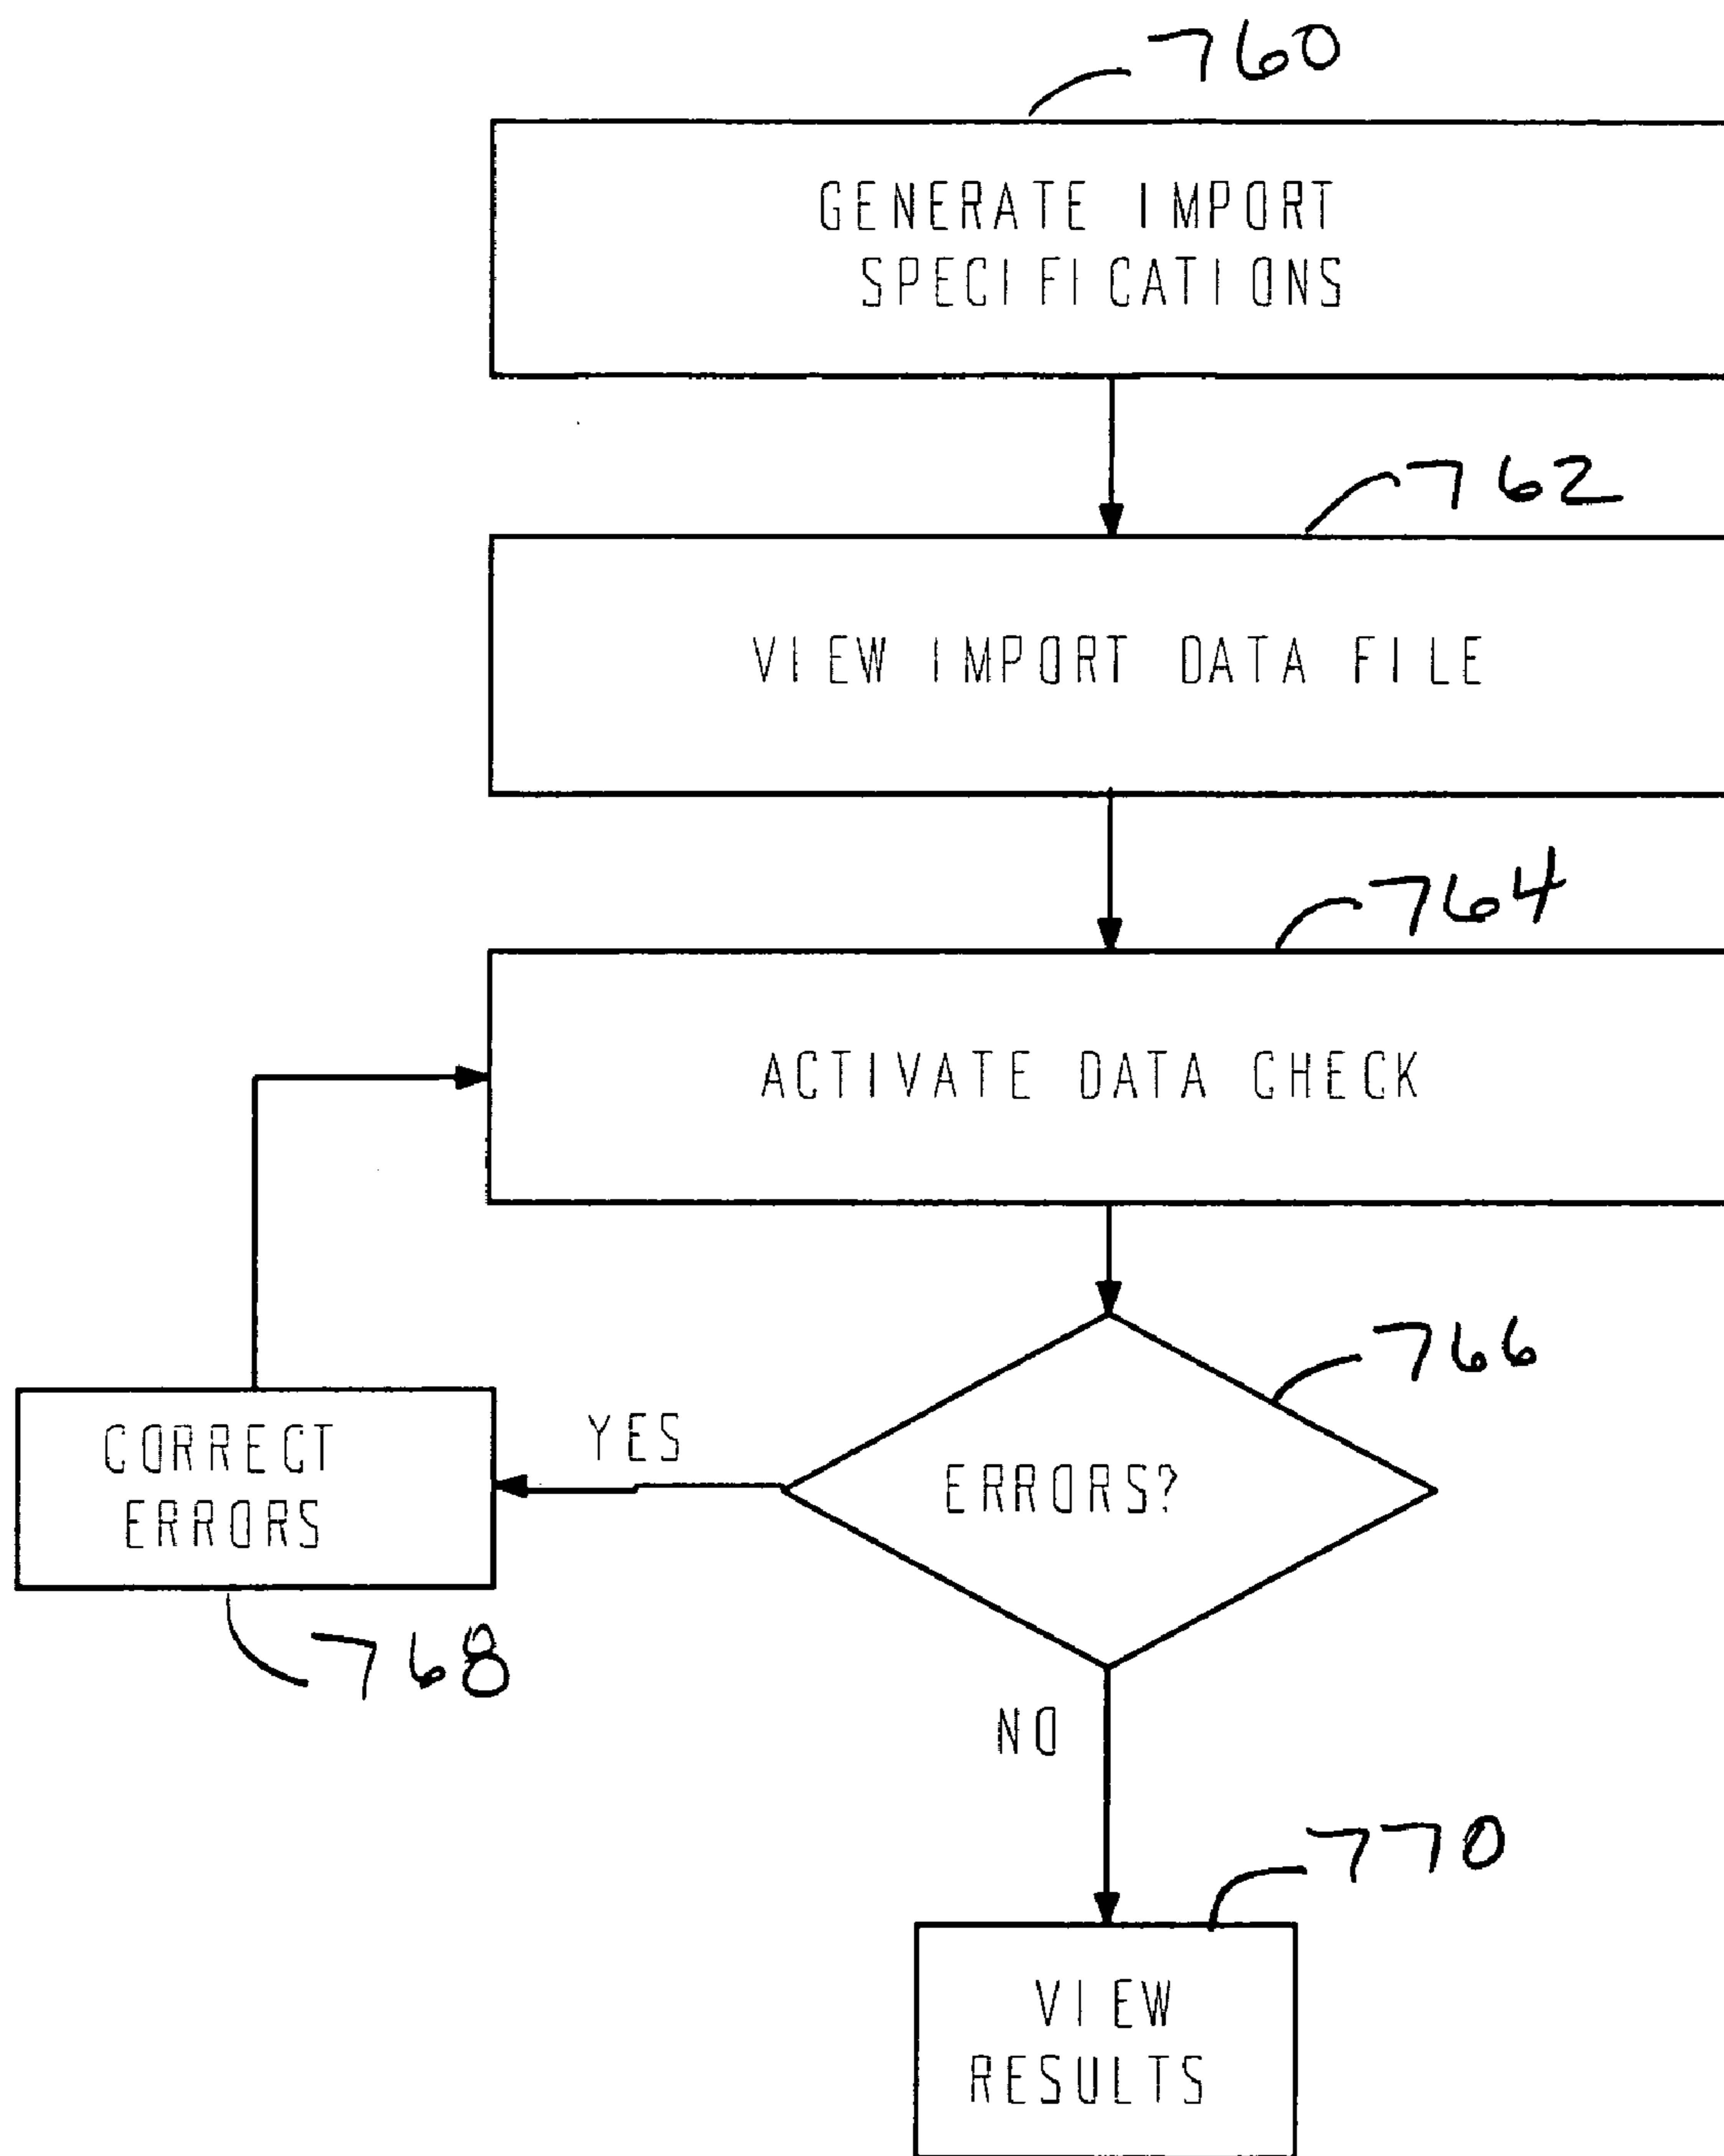 760
GENERATE IMPORT
SPECIFICATIONS
762
VIEW IMPORT DATA FILE
764
ACTIVATE DATA CHECK
766
CORRECT
ERRORS
YES
ERRORS?
768
NO
770
VIEW
RESULTS